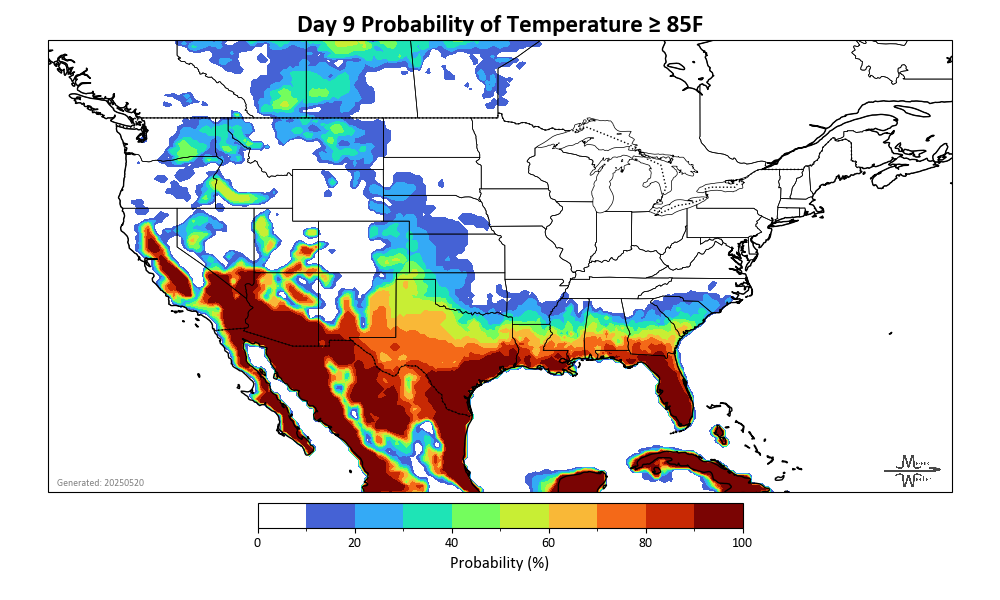 Day 9 Probability of Temperature ≥ 85F
Generated: 20250520
0 20 40 60 80 100
Probability (%)